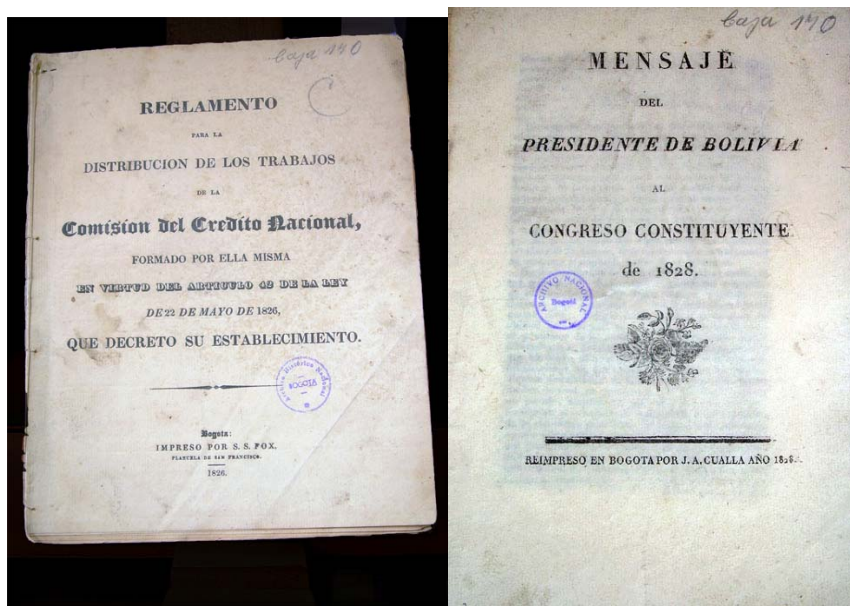 caja 140
REGLAMENTO
PARA LA
DISTRIBUCION DE LOS TRABAJOS
DE LA
Comision del Credito Nacional,
FORMADO POR ELLA MISMA
EN VIRTUD DEL ARTICULO 42 DE LA LEY
DE 22 DE MAYO DE 1826,
QUE DECRETO SU ESTABLECIMIENTO.
Archivo Histórico Nacional
Bogota:
IMPRESO POR S. S. FOX.
PLAZUELA DE SAN FRANCISCO.
1826.
caja 140
MENSAJE
DEL
PRESIDENTE DE BOLIVIA
AL
CONGRESO CONSTITUYENTE
de 1828.
ARCHIVO NACIONAL
Bogotá
REIMPRESO EN BOGOTA POR J. A. CUALLA AÑO 1828.